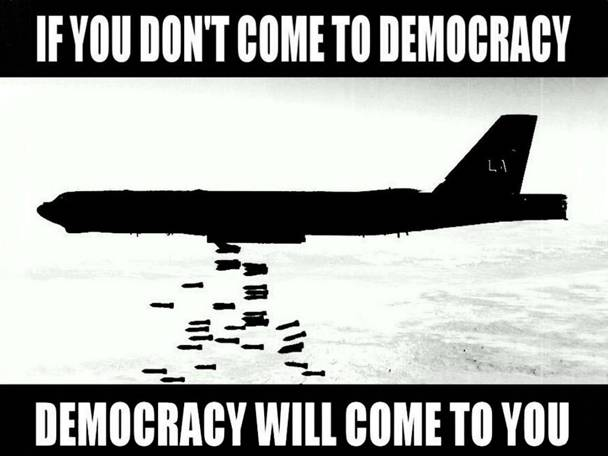 IF YOU DON'T COME TO DEMOCRACY
LA
DEMOCRACY WILL COME TO YOU